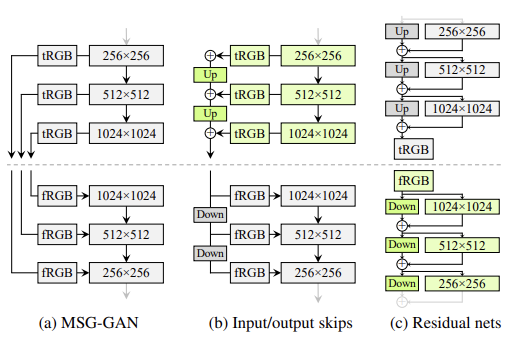 tRGB 256×256
tRGB 512×512
tRGB 1024×1024
fRGB 1024×1024
fRGB 512×512
fRGB 256×256
(a) MSG-GAN
tRGB 256×256
Up
tRGB 512×512
Up
tRGB 1024×1024
fRGB 1024×1024
Down
fRGB 512×512
Down
fRGB 256×256
(b) Input/output skips
Up 256×256
Up 512×512
Up 1024×1024
tRGB
fRGB
Down 1024×1024
Down 512×512
Down 256×256
(c) Residual nets